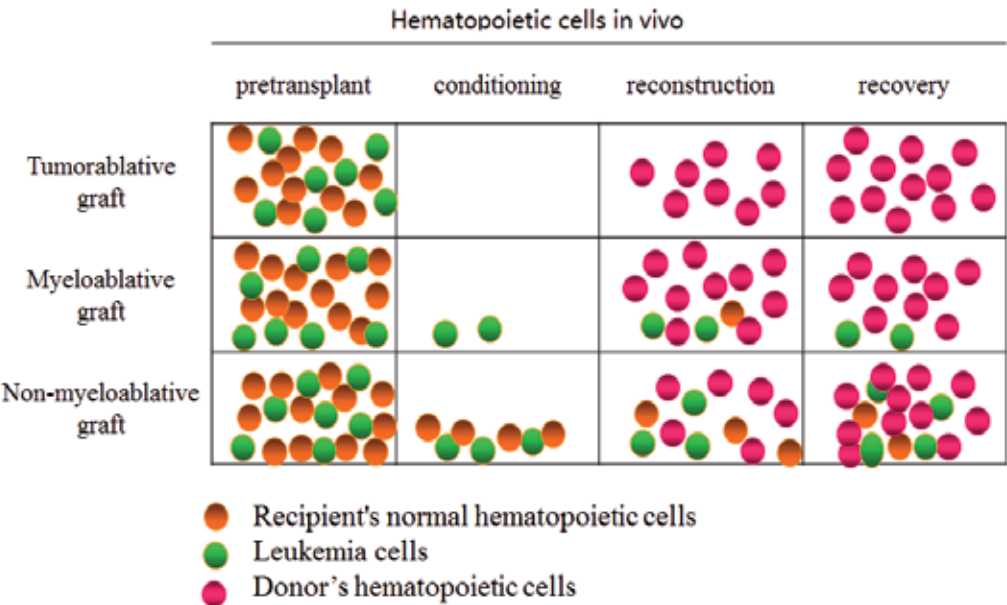 Hematopoietic cells in vivo
pretransplant conditioning reconstruction recovery
Tumorablative
graft
Myeloablative
graft
Non-myeloablative
graft
Recipient's normal hematopoietic cells
Leukemia cells
Donor’s hematopoietic cells